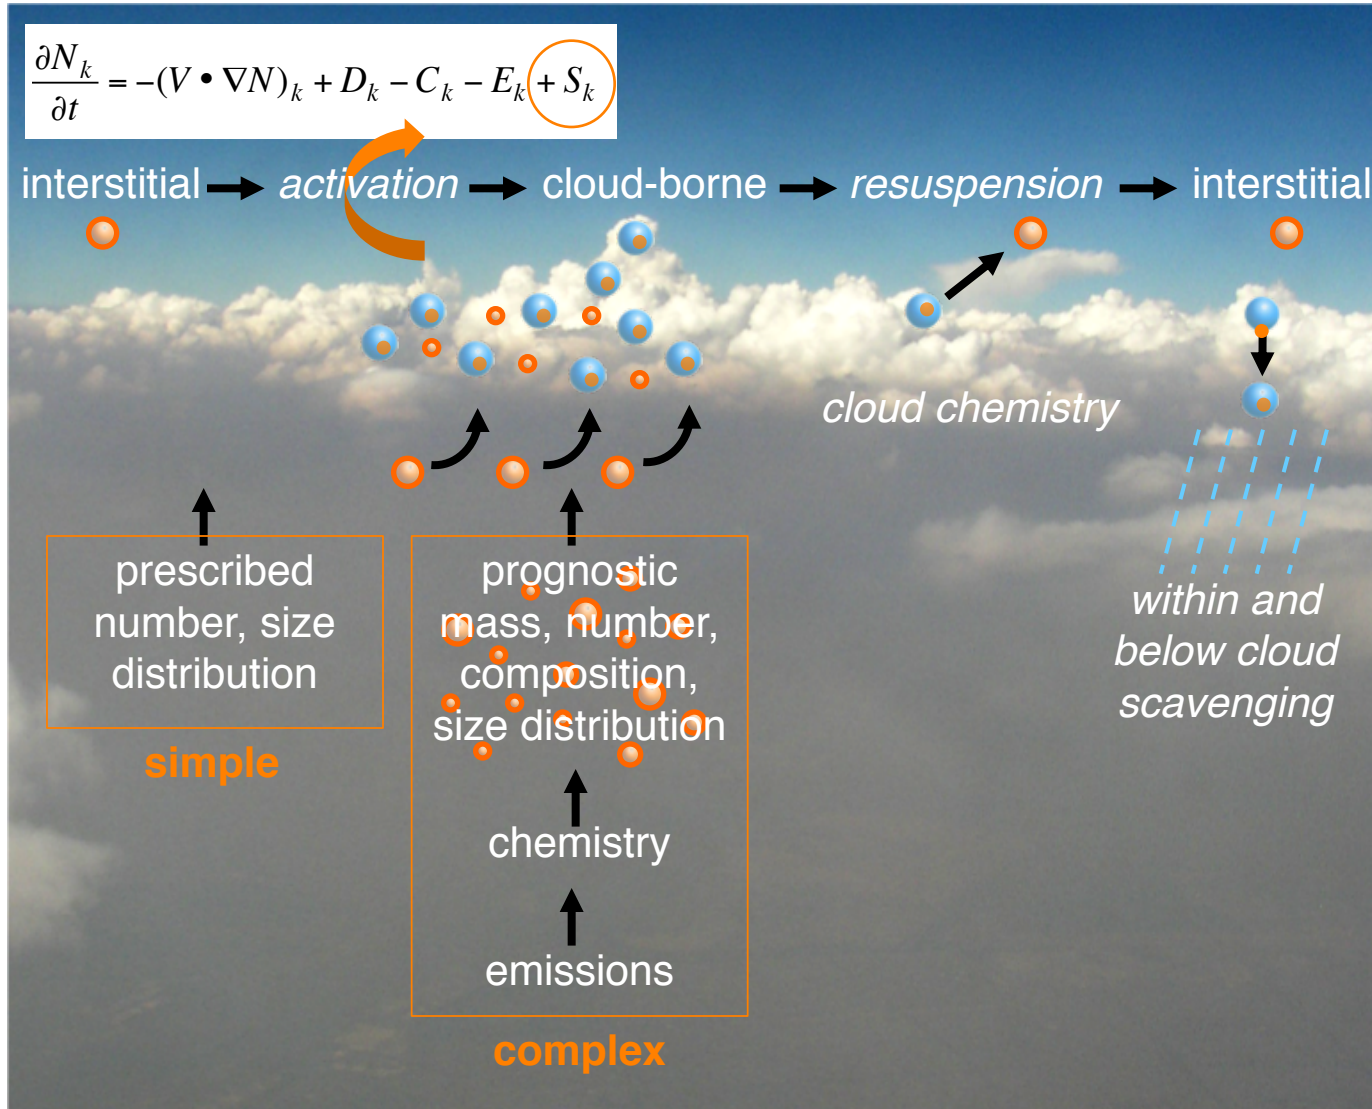 ∂N_k/∂t = −(V • ∇N)_k + D_k − C_k − E_k + S_k
interstitial activation cloud-borne resuspension interstitial
cloud chemistry
prescribed
number, size
distribution
simple
prognostic
mass, number,
composition,
size distribution
chemistry
emissions
complex
within and
below cloud
scavenging